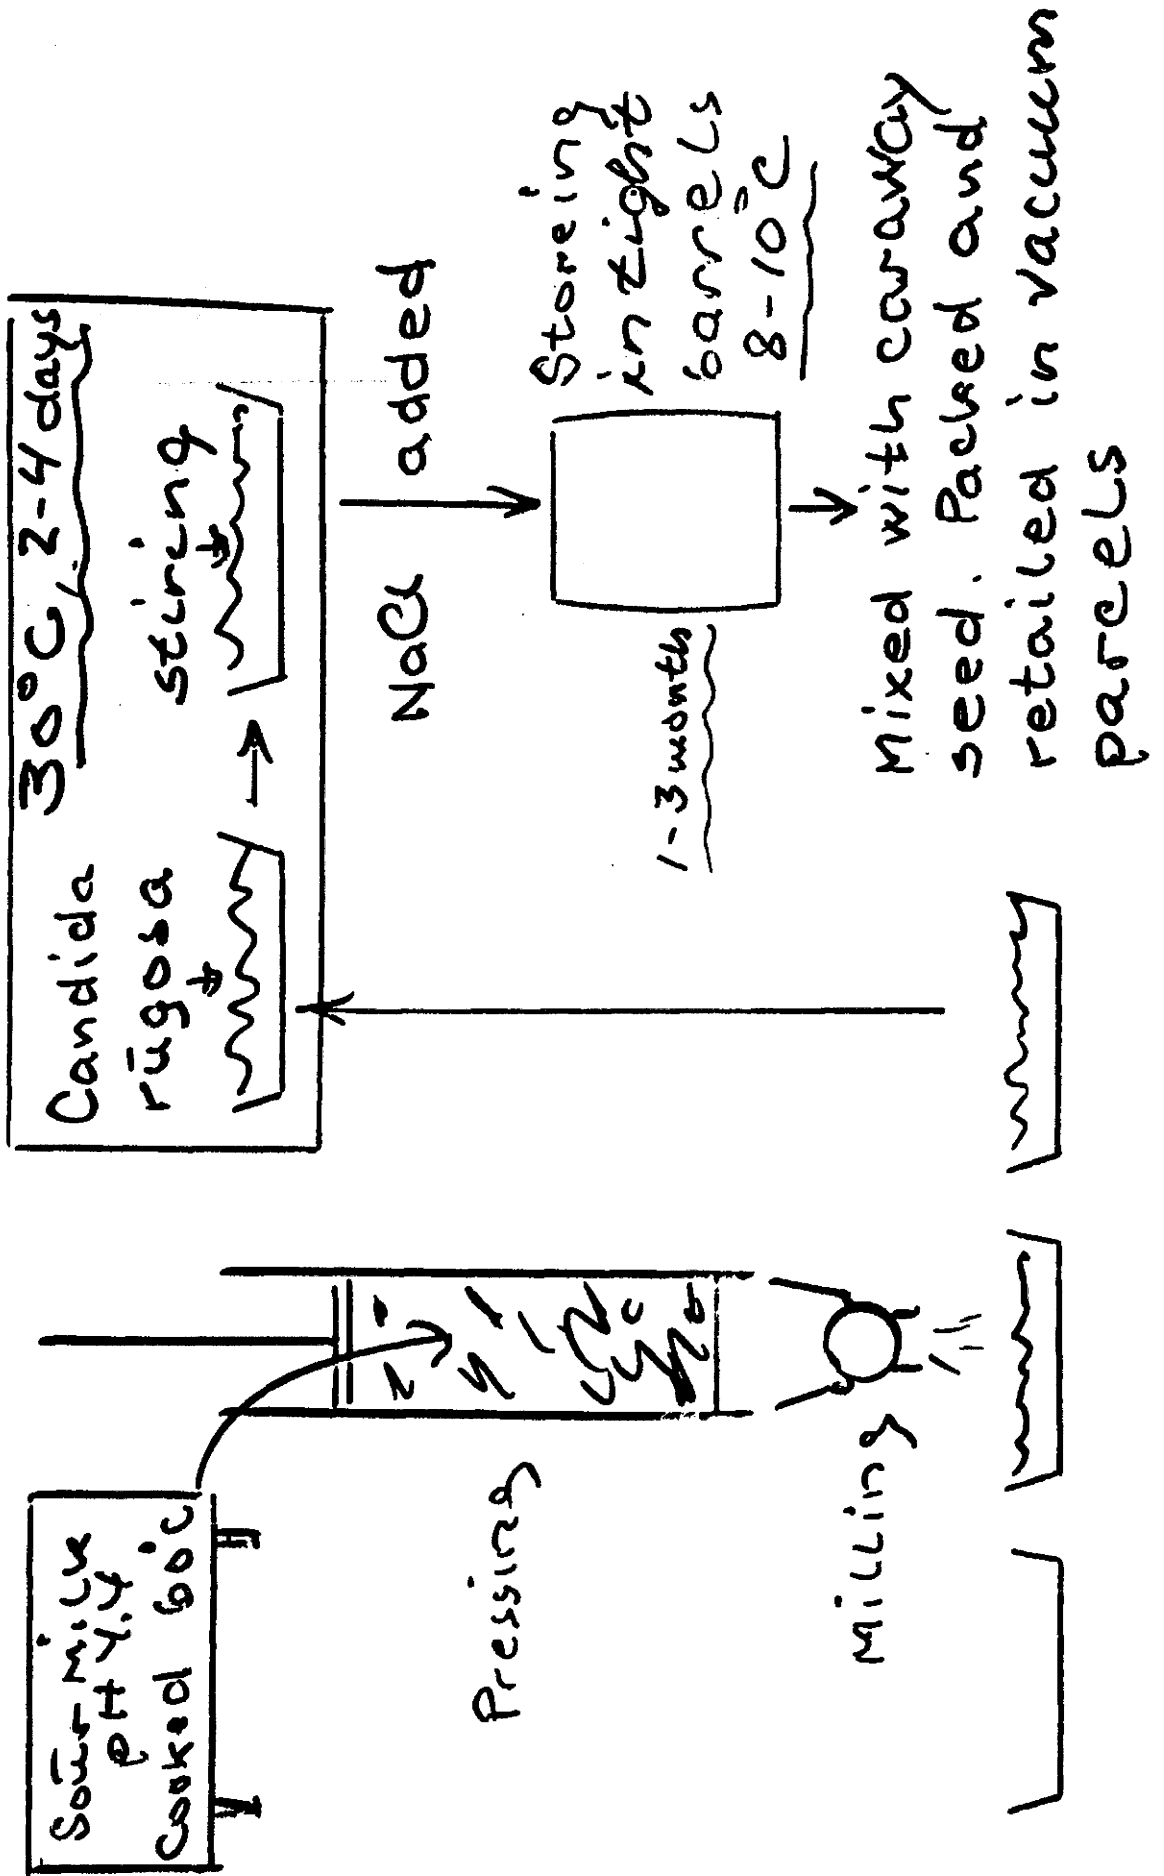 Sour Milk
pH 4.4
Cooked 60°C
Pressing
Milling
Candida
rugosa
30°C, 2-4 days
stiring
NaCl added
1-3 month
Storeing
in tight
barrels
8-10°C
Mixed with caraway
seed. Packed and
retailed in vacuum
parcels